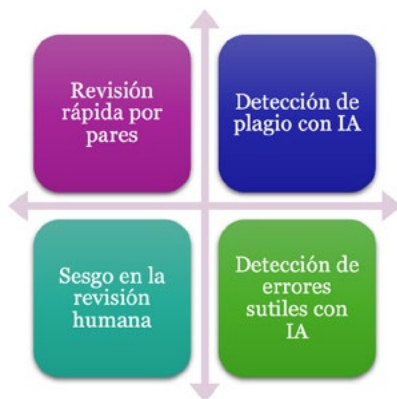 Revisión
rápida por
pares
Detección de
plagio con IA
Sesgo en la
revisión
humana
Detección de
errores
sutiles con
IA